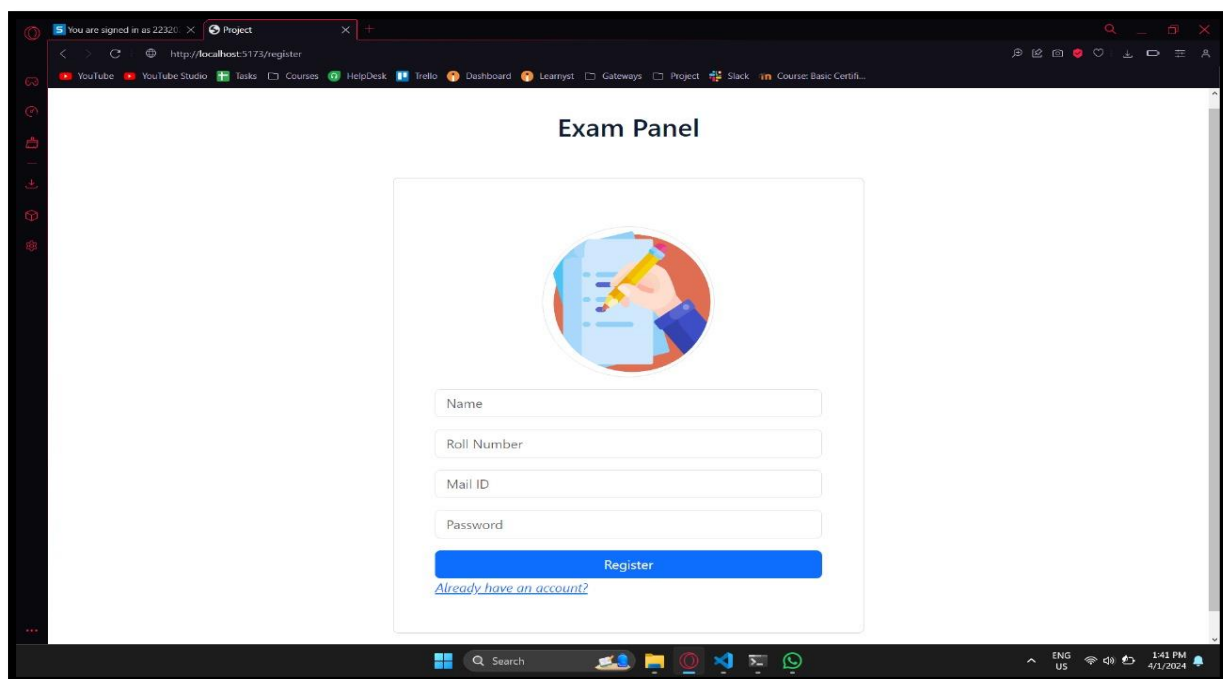 You are signed in as 22320
Project
http://localhost:5173/register
YouTube YouTube Studio Tasks Courses HelpDesk Trello Dashboard Learnyst Gateways Project Slack Course: Basic Certifi...
Exam Panel
Name
Roll Number
Mail ID
Password
Register
Already have an account?
Search
ENG
US
1:41 PM
4/1/2024